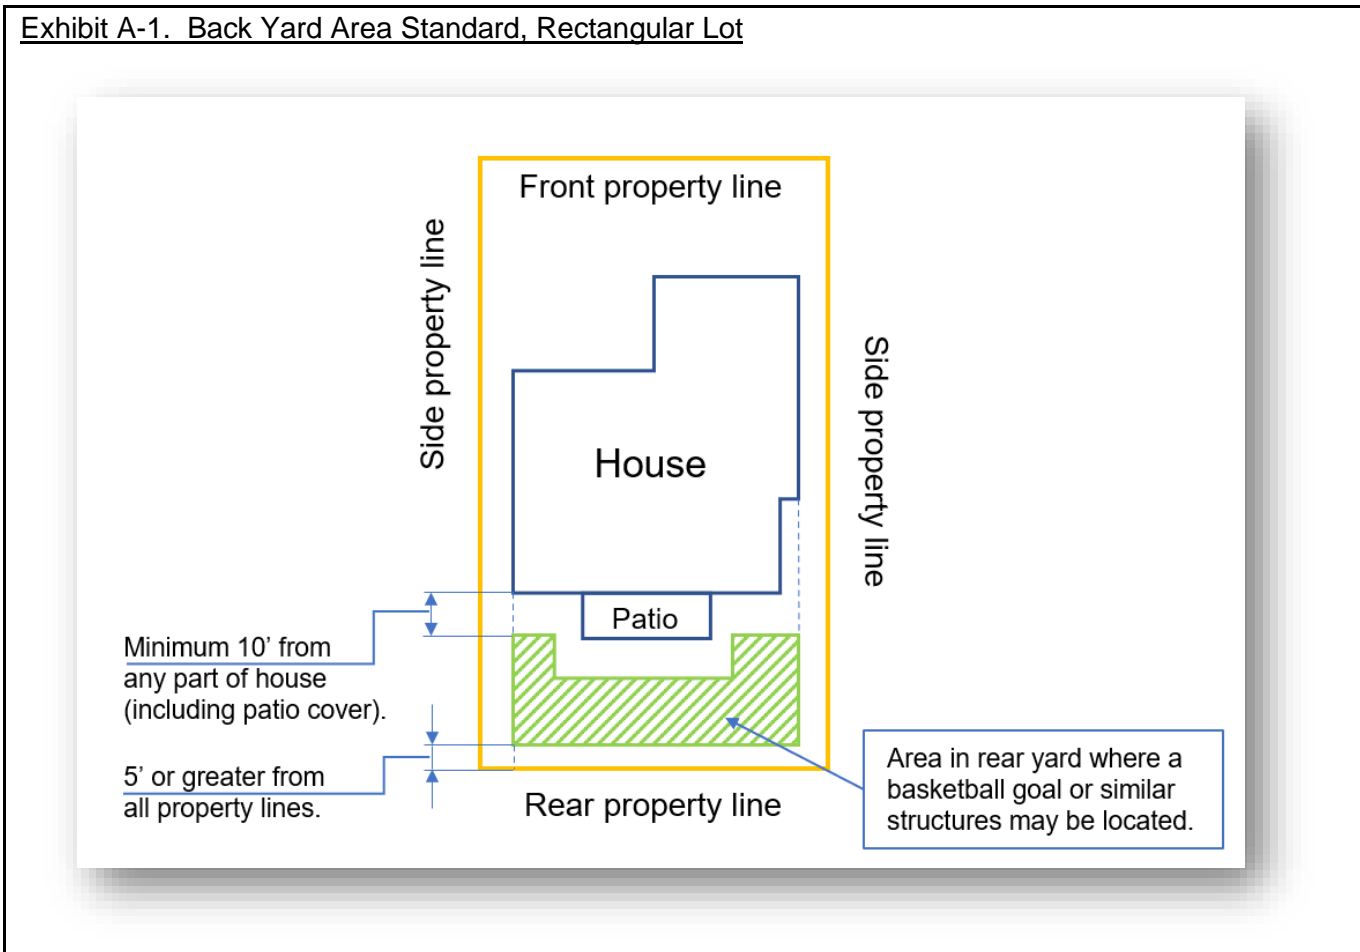 Exhibit A-1.  Back Yard Area Standard, Rectangular Lot
Front property line
Side property line
Side property line
House
Patio
Minimum 10’ from
any part of house
(including patio cover).
5’ or greater from
all property lines.
Area in rear yard where a
basketball goal or similar
structures may be located.
Rear property line